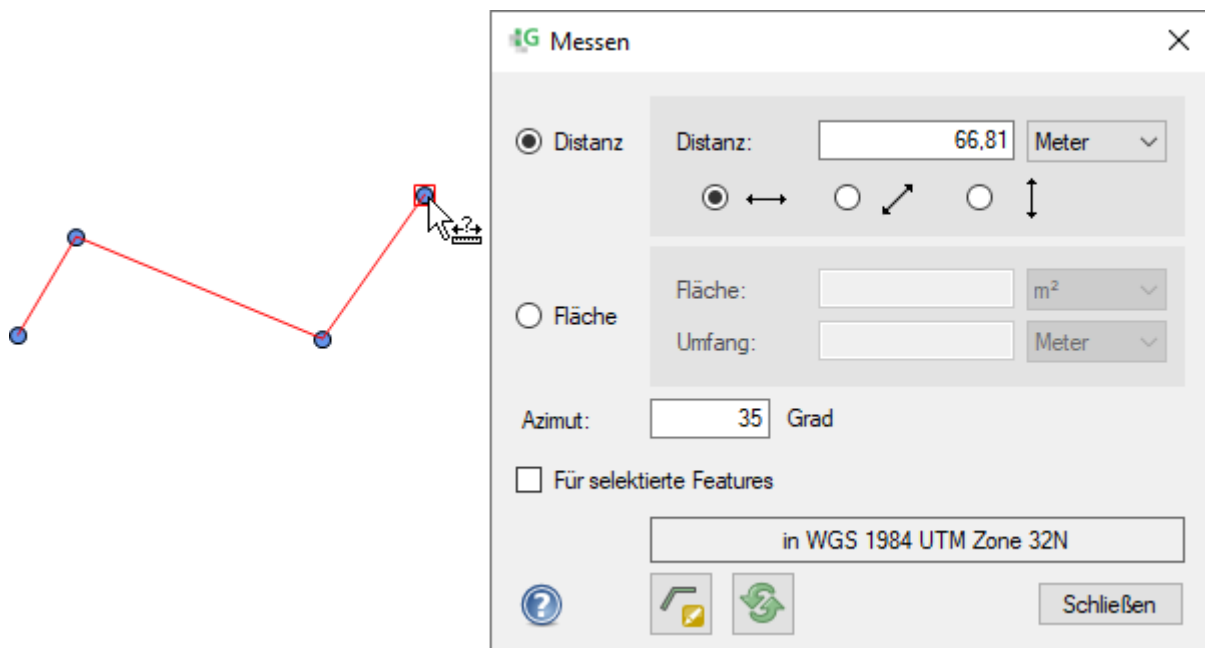 G Messen
Distanz Distanz: 66,81 Meter
Fläche Fläche: m²
Umfang: Meter
Azimut: 35 Grad
Für selektierte Features
in WGS 1984 UTM Zone 32N
? Schließen
?